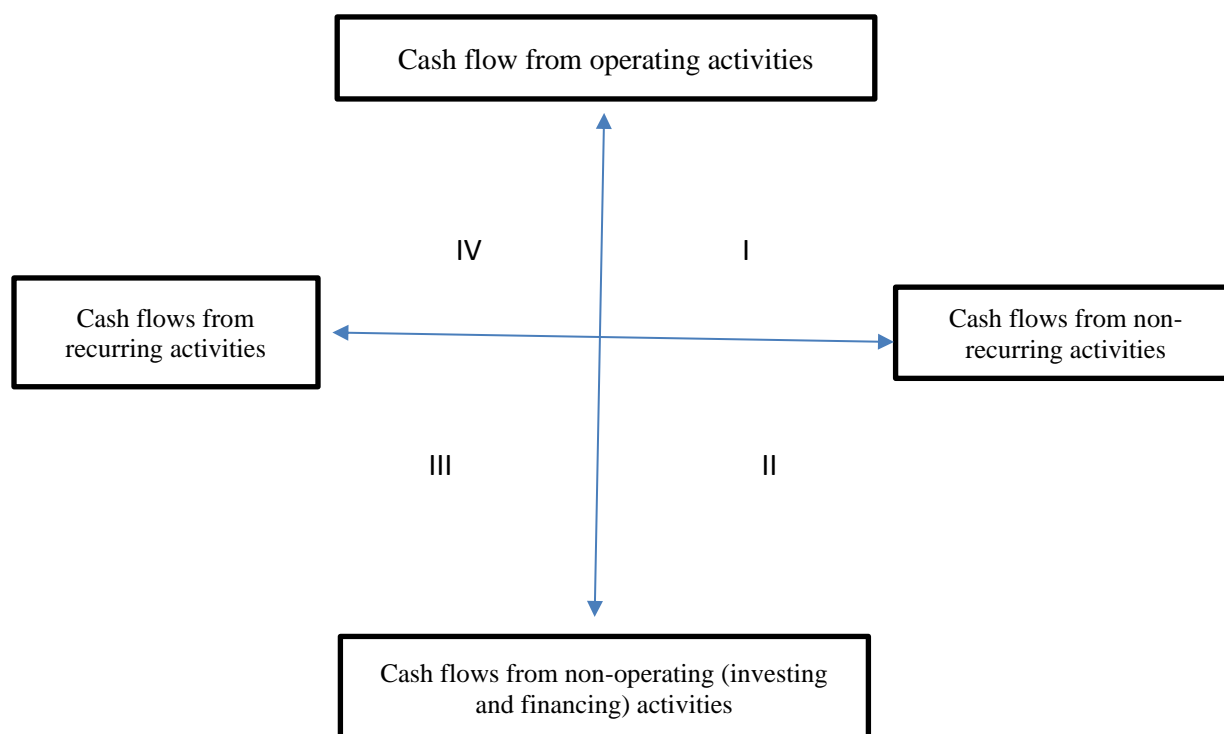 Cash flow from operating activities
IV
I
Cash flows from
recurring activities
Cash flows from non-
recurring activities
III
II
Cash flows from non-operating (investing
and financing) activities